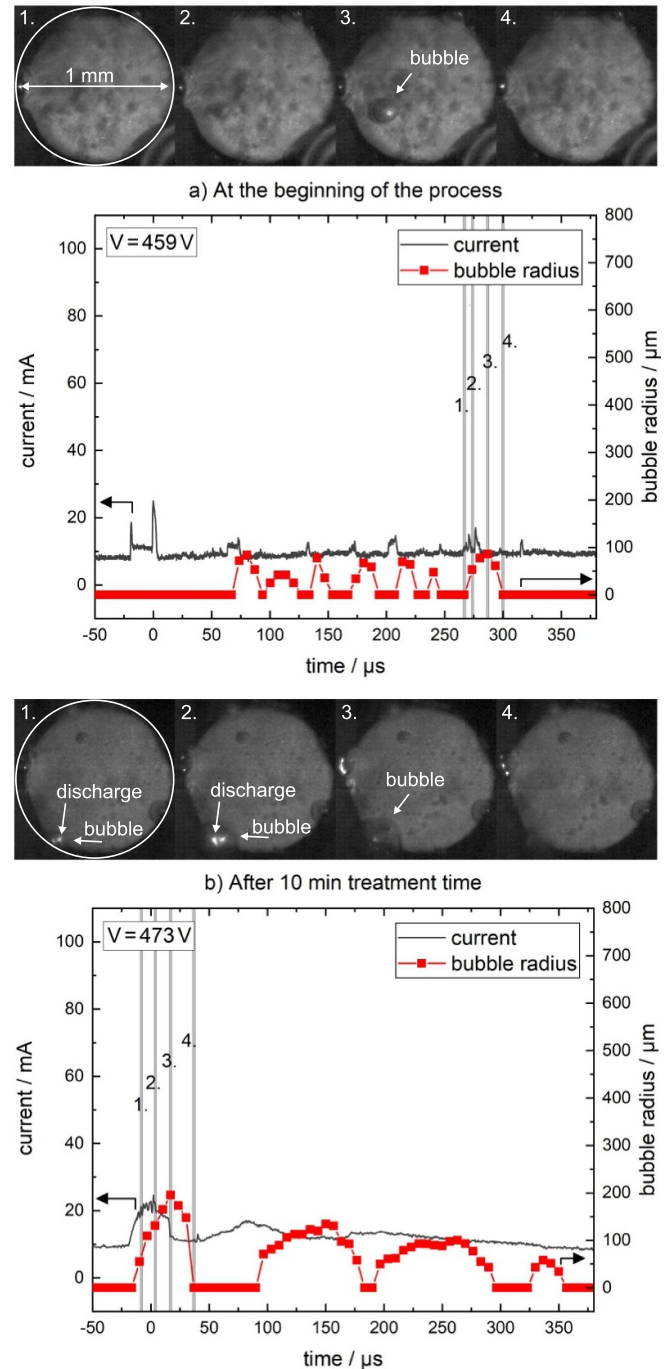 1. 2. 3. 4.
bubble
1 mm
a) At the beginning of the process
V = 459 V
current
bubble radius
100
80
60
40
20
0
current / mA
800
700
600
500
400
300
200
100
0
bubble radius / µm
1. 2. 3. 4.
-50 0 50 100 150 200 250 300 350
time / µs
1. 2. 3. 4.
discharge
bubble
discharge
bubble
bubble
b) After 10 min treatment time
V = 473 V
current
bubble radius
100
80
60
40
20
0
current / mA
800
700
600
500
400
300
200
100
0
bubble radius / µm
1. 2. 3. 4.
-50 0 50 100 150 200 250 300 350
time / µs